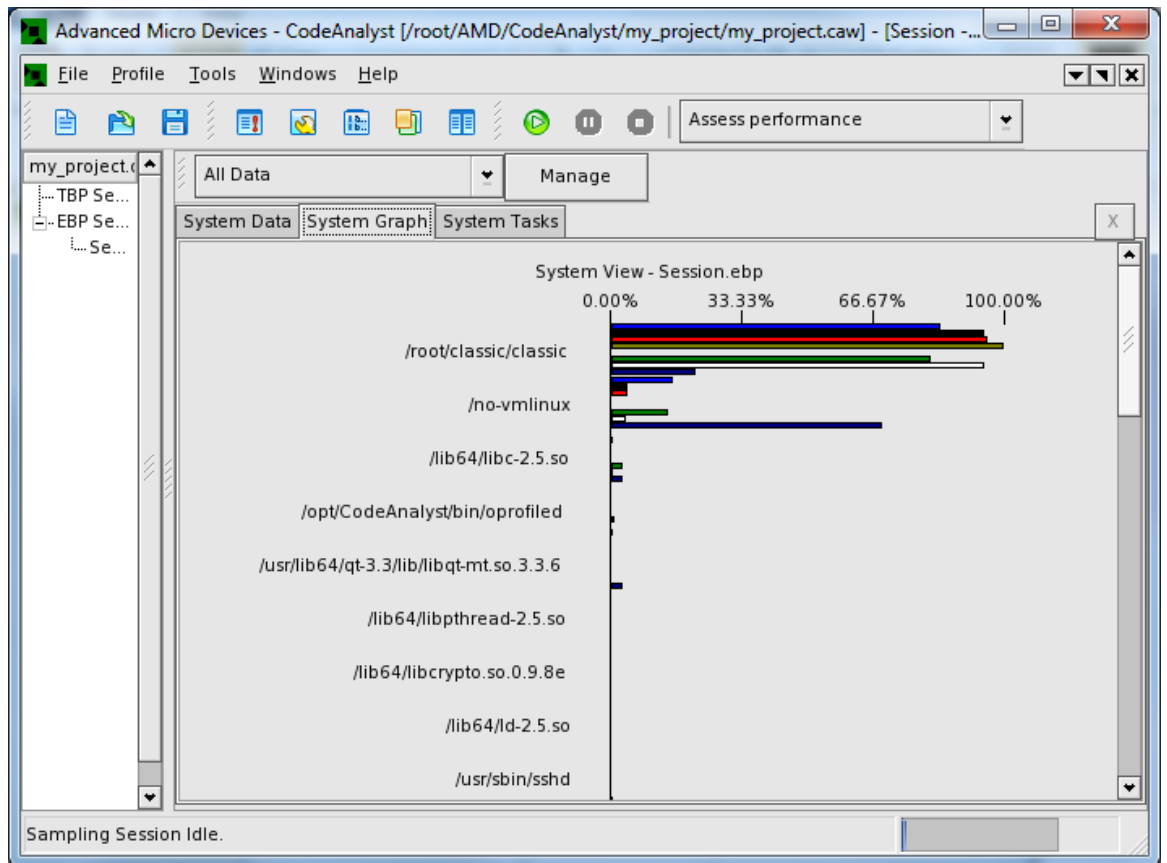 Advanced Micro Devices - CodeAnalyst [/root/AMD/CodeAnalyst/my_project/my_project.caw] - [Session -...
File Profile Tools Windows Help
Assess performance
my_project.c
TBP Se...
EBP Se...
Se...
All Data
Manage
System Data System Graph System Tasks
X
System View - Session.ebp
0.00% 33.33% 66.67% 100.00%
/root/classic/classic
/no-vmlinux
/lib64/libc-2.5.so
/opt/CodeAnalyst/bin/oprofiled
/usr/lib64/qt-3.3/lib/libqt-mt.so.3.3.6
/lib64/libpthread-2.5.so
/lib64/libcrypto.so.0.9.8e
/lib64/ld-2.5.so
/usr/sbin/sshd
Sampling Session Idle.